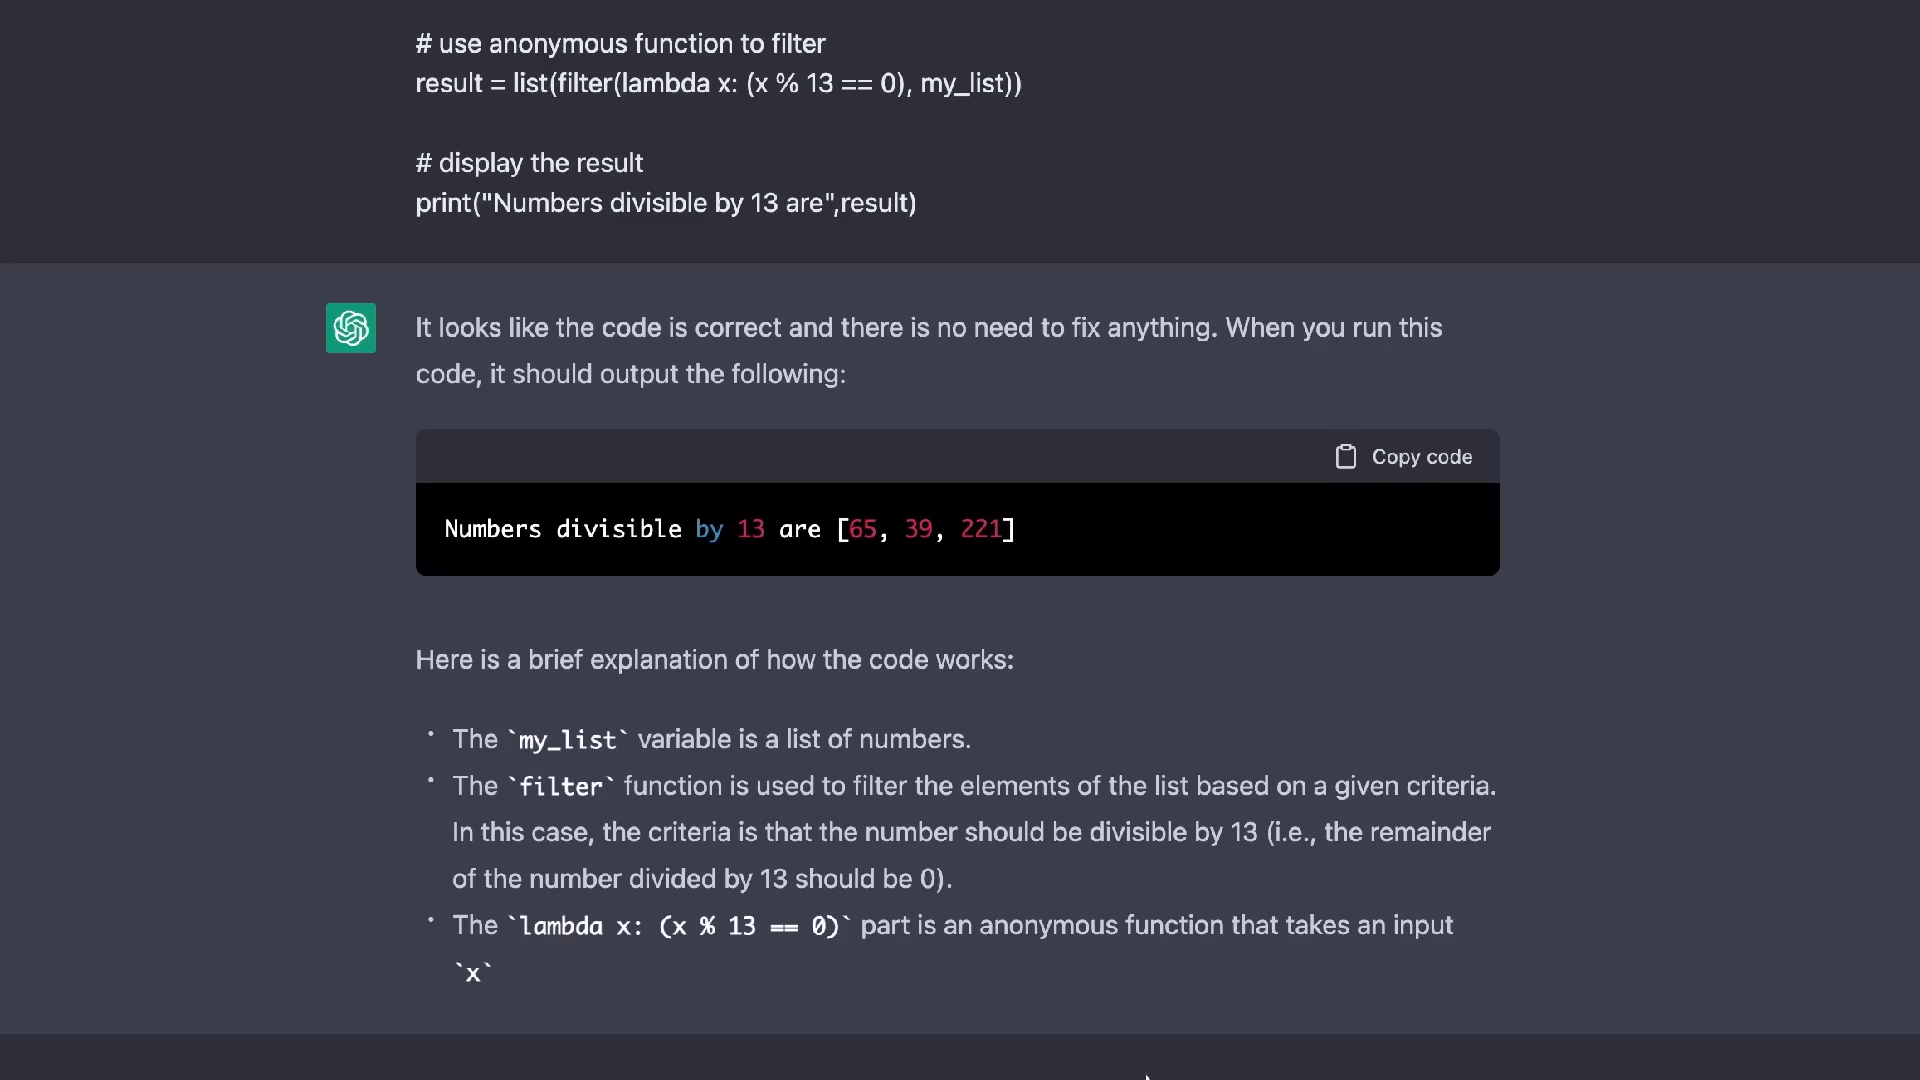 # use anonymous function to filter
result = list(filter(lambda x: (x % 13 == 0), my_list))
# display the result
print("Numbers divisible by 13 are",result)
It looks like the code is correct and there is no need to fix anything. When you run this
code, it should output the following:
Copy code
Numbers divisible by 13 are [65, 39, 221]
Here is a brief explanation of how the code works:
• The `my_list` variable is a list of numbers.
• The `filter` function is used to filter the elements of the list based on a given criteria.
In this case, the criteria is that the number should be divisible by 13 (i.e., the remainder
of the number divided by 13 should be 0).
• The `lambda x: (x % 13 == 0)` part is an anonymous function that takes an input
`x`